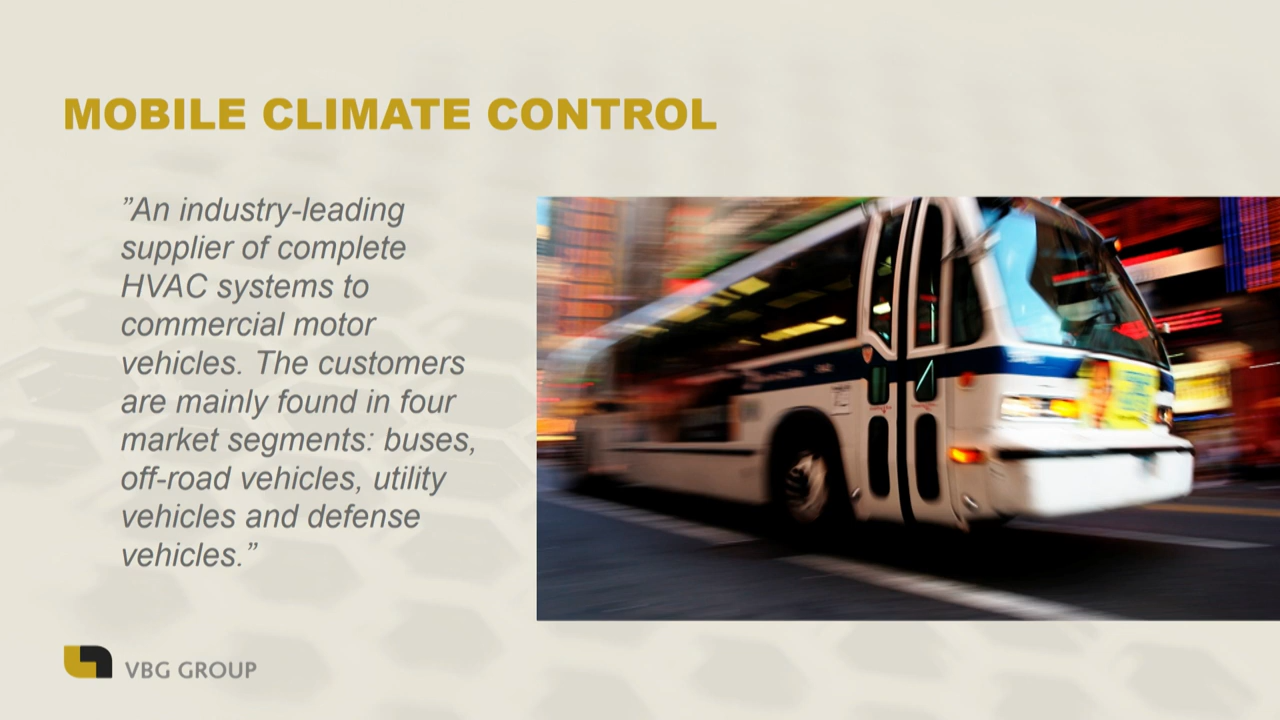 MOBILE CLIMATE CONTROL
”An industry-leading
supplier of complete
HVAC systems to
commercial motor
vehicles. The customers
are mainly found in four
market segments: buses,
off-road vehicles, utility
vehicles and defense
vehicles.”
VBG GROUP